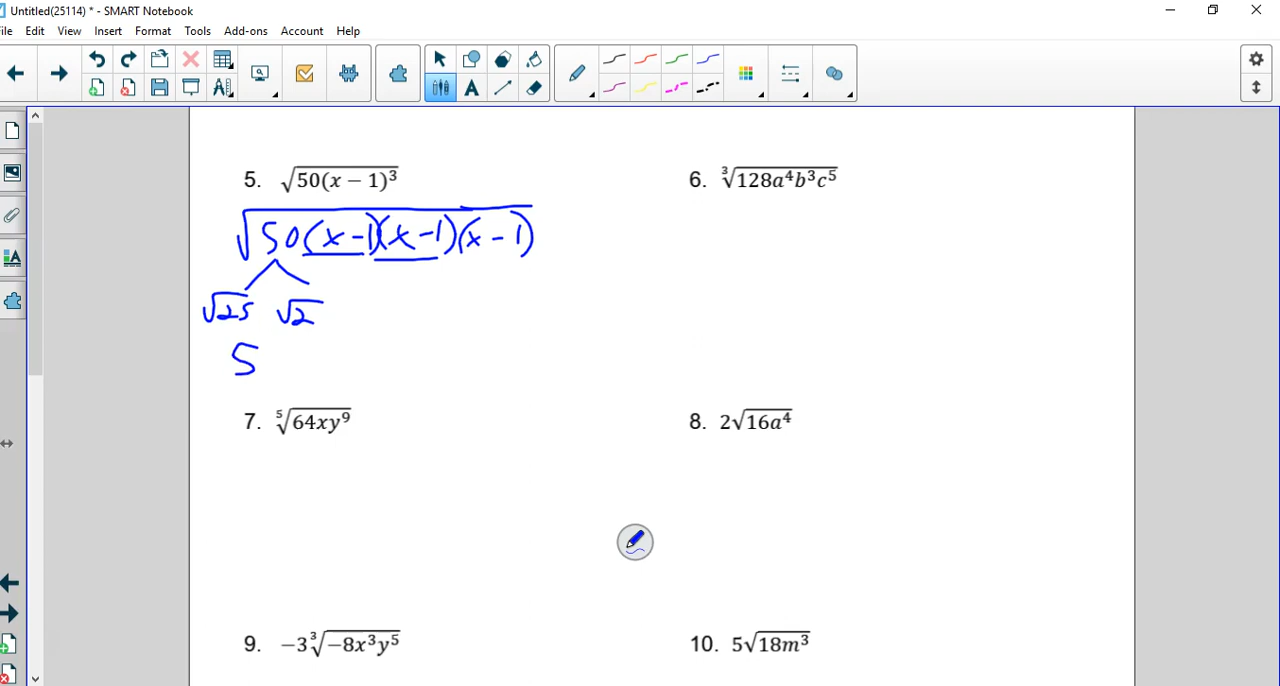 Untitled(25114) * - SMART Notebook
ile Edit View Insert Format Tools Add-ons Account Help
5. √50(x − 1)³
6. ∛128a⁴b³c⁵
√50(x-1)(x-1)(x-1)
√25 √2
5
7. ⁵√64xy⁹
8. 2√16a⁴
9. −3∛−8x³y⁵
10. 5√18m³